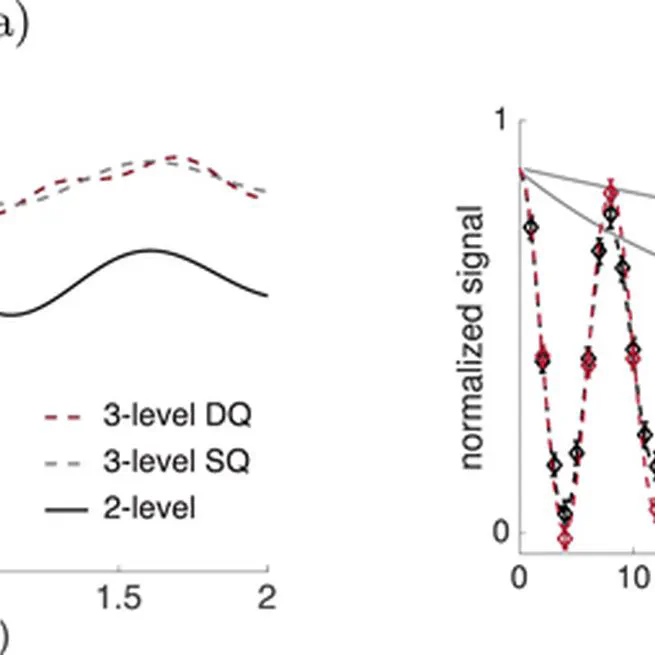 a)
3-level DQ
3-level SQ
2-level
1.5 2
)
1
normalized signal
0
0 10